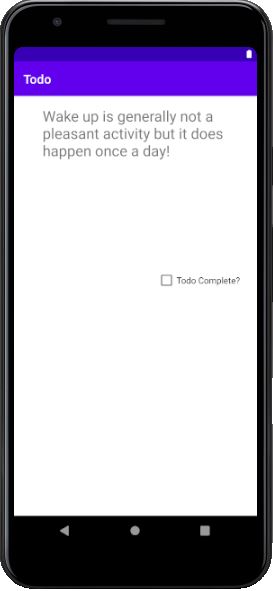 Todo
Wake up is generally not a
pleasant activity but it does
happen once a day!
Todo Complete?